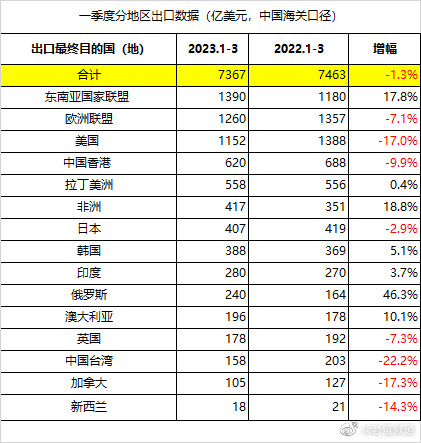 一季度分地区出口数据（亿美元，中国海关口径）
出口最终目的国（地） 2023.1-3 2022.1-3 增幅
合计 7367 7463 -1.3%
东南亚国家联盟 1390 1180 17.8%
欧洲联盟 1260 1357 -7.1%
美国 1152 1388 -17.0%
中国香港 620 688 -9.9%
拉丁美洲 558 556 0.4%
非洲 417 351 18.8%
日本 407 419 -2.9%
韩国 388 369 5.1%
印度 280 270 3.7%
俄罗斯 240 164 46.3%
澳大利亚 196 178 10.1%
英国 178 192 -7.3%
中国台湾 158 203 -22.2%
加拿大 105 127 -17.3%
新西兰 18 21 -14.3%